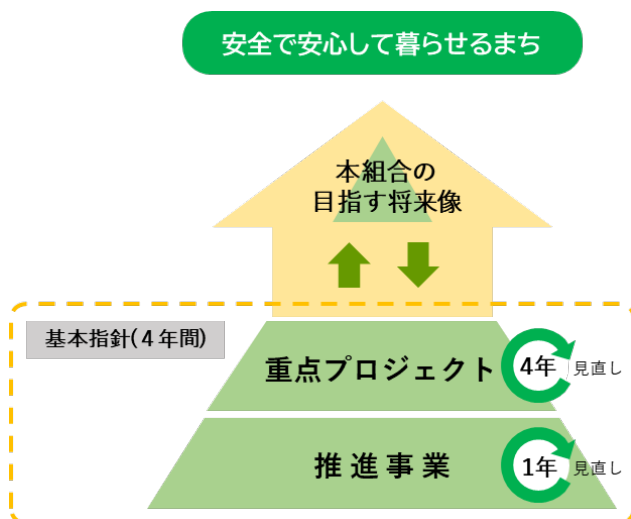 安全で安心して暮らせるまち
本組合の
目指す将来像
基本指針(4年間)
重点プロジェクト
4年
見直し
推進事業
1年
見直し